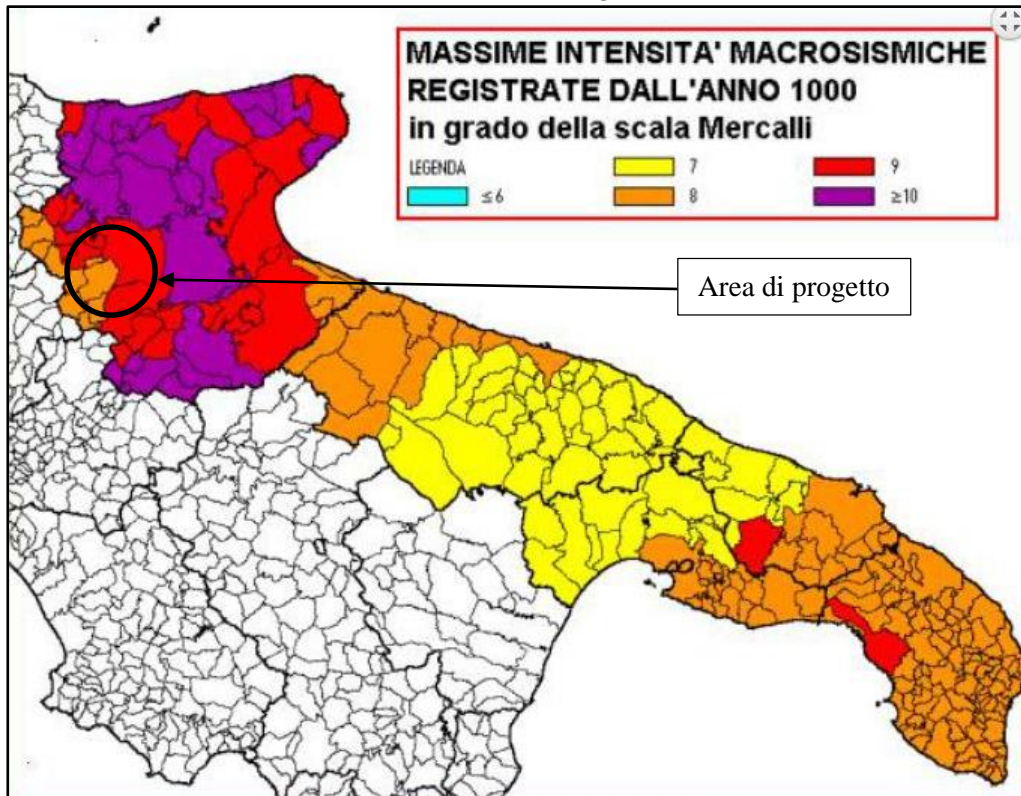 MASSIME INTENSITA' MACROSISMICHE
REGISTRATE DALL'ANNO 1000
in grado della scala Mercalli
LEGENDA
≤6
7
8
9
≥10
Area di progetto